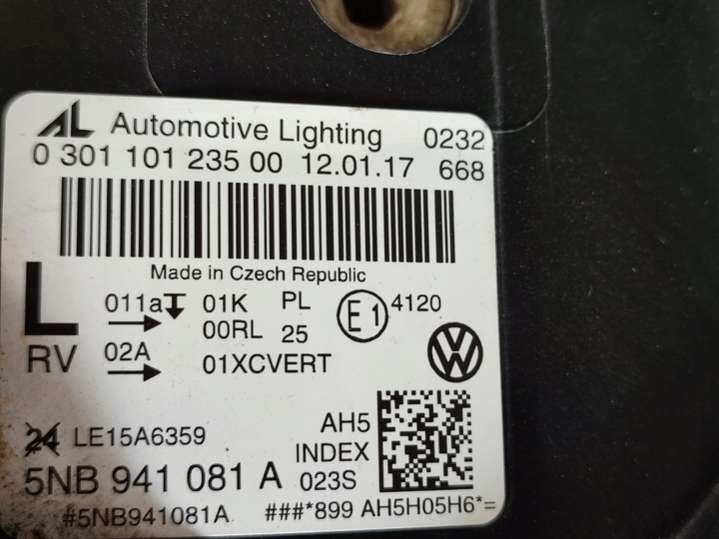 AL Automotive Lighting 0232
0 301 101 235 00 12.01.17 668
Made in Czech Republic
L 011a 01K PL E1 4120
00RL 25
RV 02A 01XCVERT
24 LE15A6359 AH5
INDEX
5NB 941 081 A 023S
#5NB941081A ###*899 AH5H05H6*=